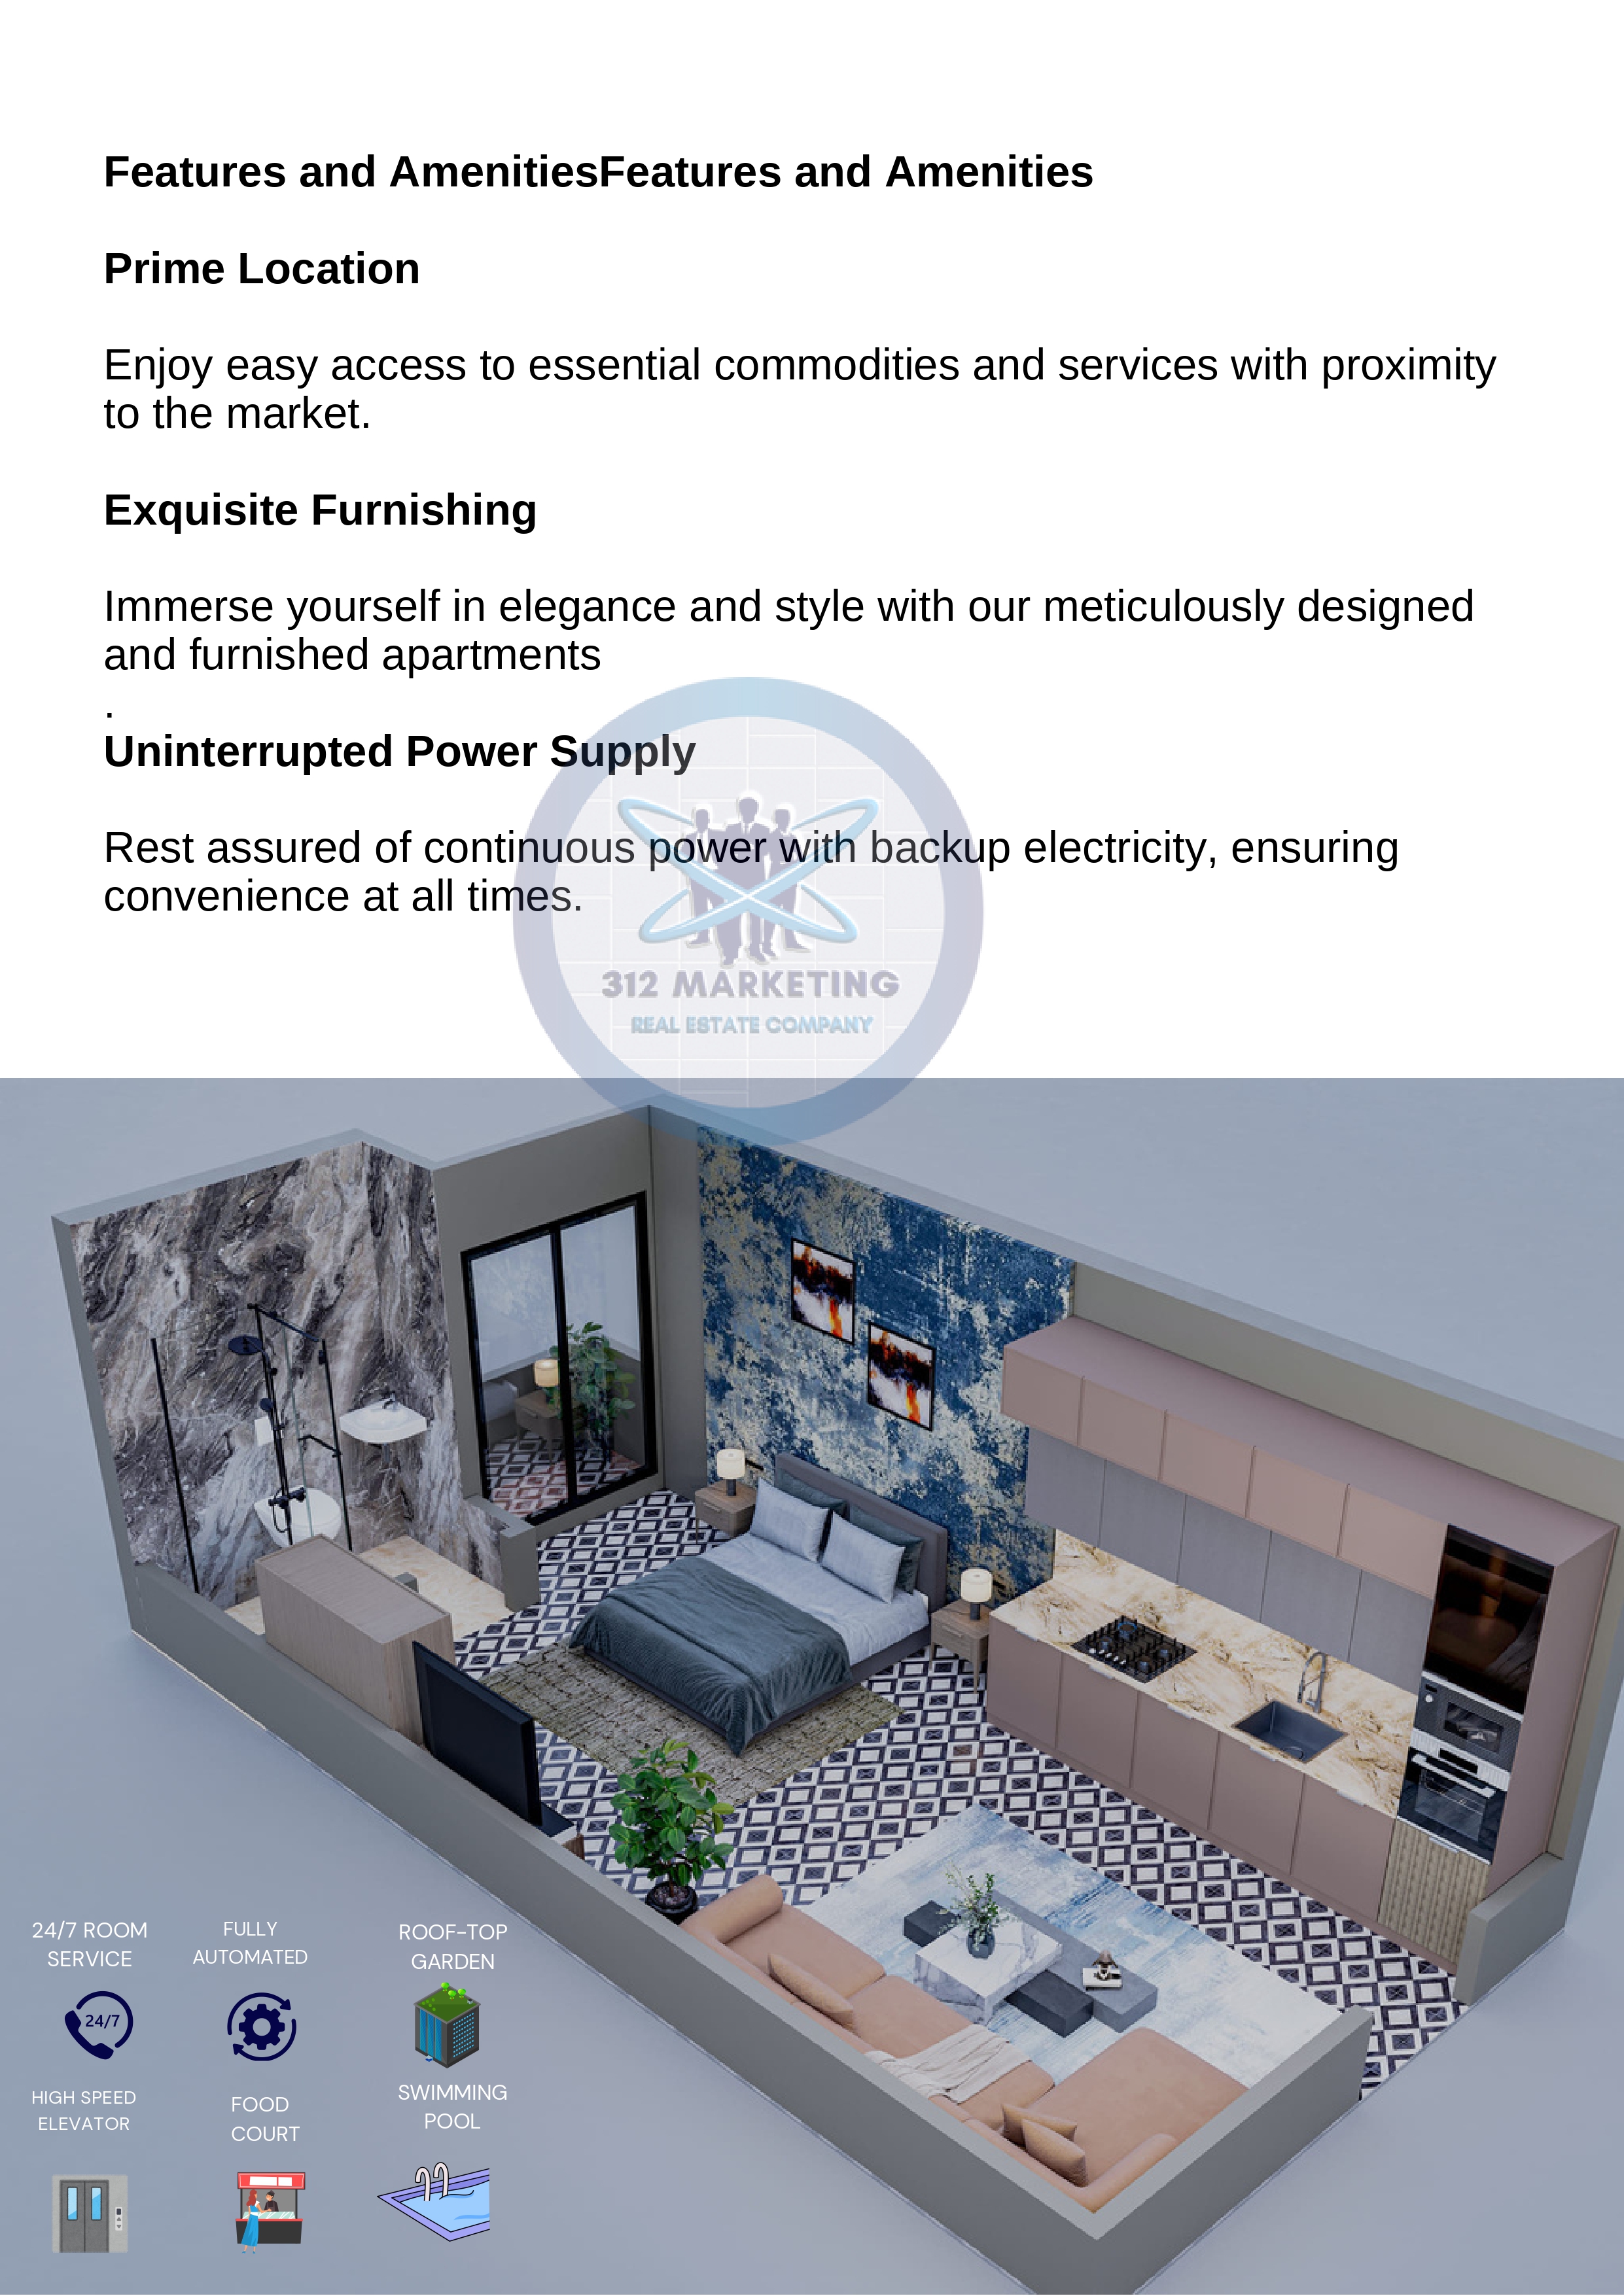 Features and AmenitiesFeatures and Amenities
Prime Location
Enjoy easy access to essential commodities and services with proximity
to the market.
Exquisite Furnishing
Immerse yourself in elegance and style with our meticulously designed
and furnished apartments
.
Uninterrupted Power Supply
Rest assured of continuous power with backup electricity, ensuring
convenience at all times.
312 MARKETING
REAL ESTATE COMPANY
24/7 ROOM
SERVICE
24/7
FULLY
AUTOMATED
ROOF-TOP
GARDEN
HIGH SPEED
ELEVATOR
FOOD
COURT
SWIMMING
POOL